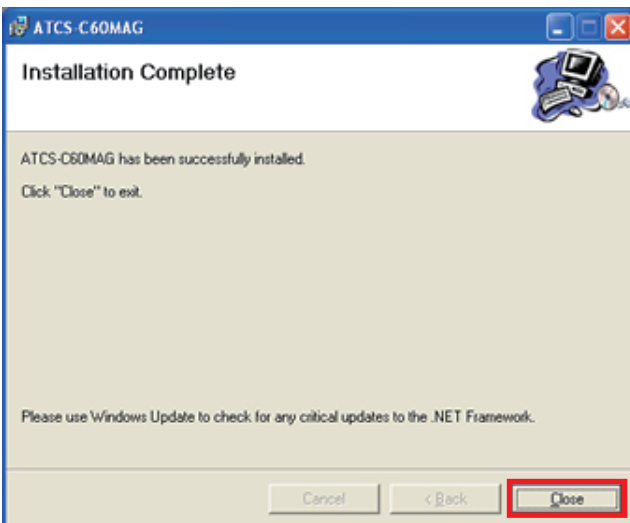 ATCS-C60MAG
Installation Complete
ATCS-C60MAG has been successfully installed.
Click "Close" to exit.
Please use Windows Update to check for any critical updates to the .NET Framework.
Cancel
< Back
Close